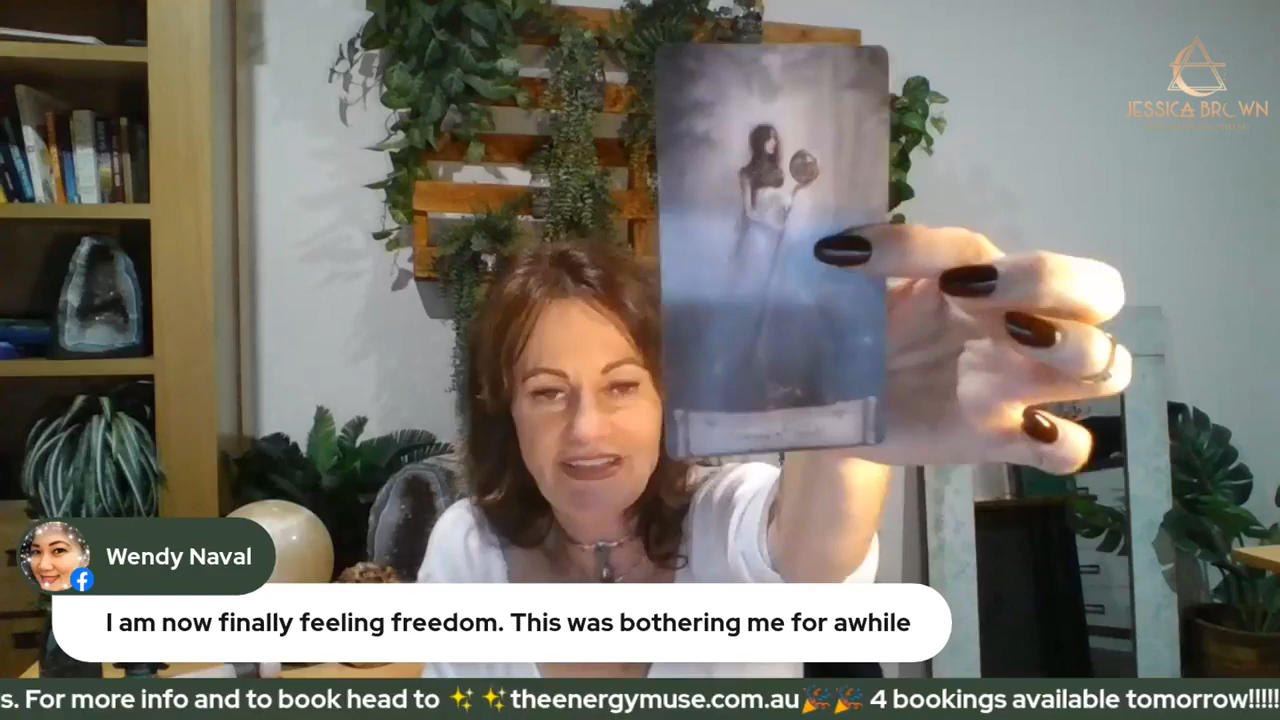 JESSICA BROWN
Wendy Naval
I am now finally feeling freedom. This was bothering me for awhile
s. For more info and to book head to ✨✨theenergymuse.com.au🎉🎉 4 bookings available tomorrow!!!!!